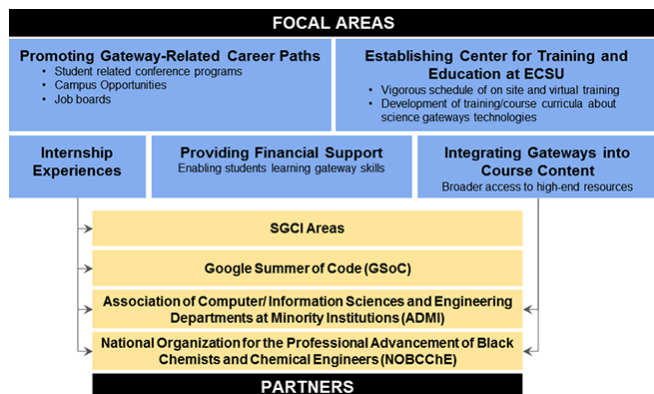 FOCAL AREAS
Promoting Gateway-Related Career Paths
• Student related conference programs
• Campus Opportunities
• Job boards
Establishing Center for Training and
Education at ECSU
• Vigorous schedule of on site and virtual training
• Development of training/course curricula about
science gateways technologies
Internship
Experiences
Providing Financial Support
Enabling students learning gateway skills
Integrating Gateways into
Course Content
Broader access to high-end resources
SGCI Areas
Google Summer of Code (GSoC)
Association of Computer/ Information Sciences and Engineering
Departments at Minority Institutions (ADMI)
National Organization for the Professional Advancement of Black
Chemists and Chemical Engineers (NOBCChE)
PARTNERS